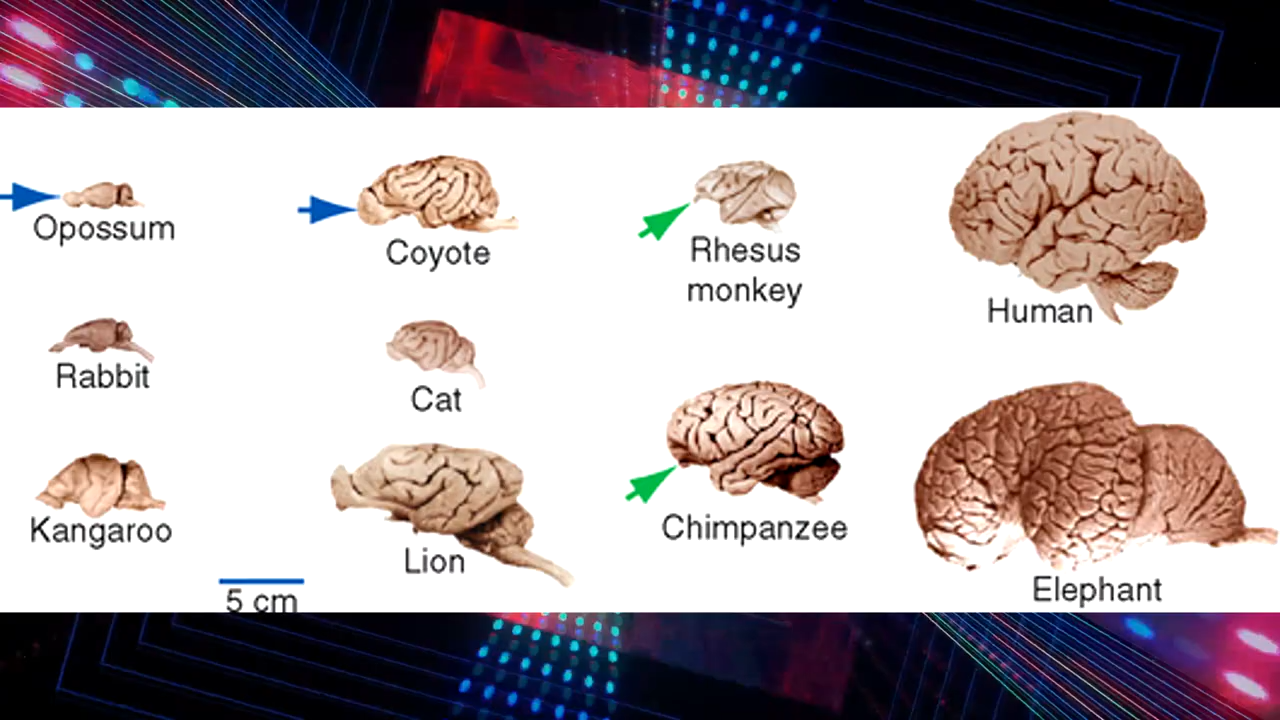 Opossum
Coyote
Rhesus
monkey
Human
Rabbit
Cat
Kangaroo
Lion
Chimpanzee
Elephant
5 cm